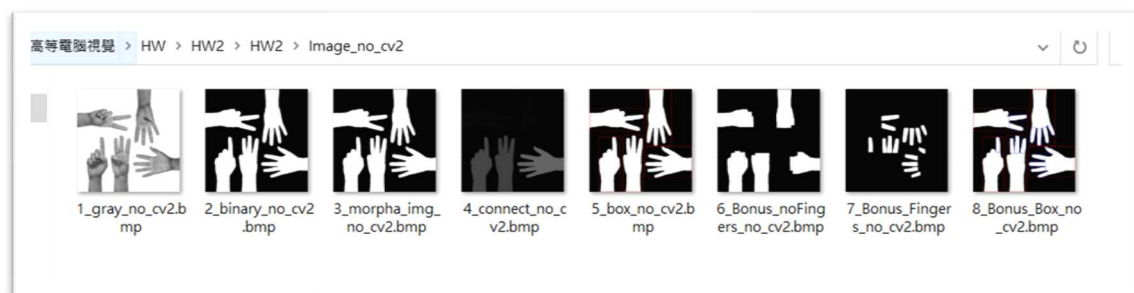 高等電腦視覺 > HW > HW2 > HW2 > Image_no_cv2
1_gray_no_cv2.b
mp
2_binary_no_cv2
.bmp
3_morpha_img_
no_cv2.bmp
4_connect_no_c
v2.bmp
5_box_no_cv2.b
mp
6_Bonus_noFing
ers_no_cv2.bmp
7_Bonus_Finger
s_no_cv2.bmp
8_Bonus_Box_no
_cv2.bmp